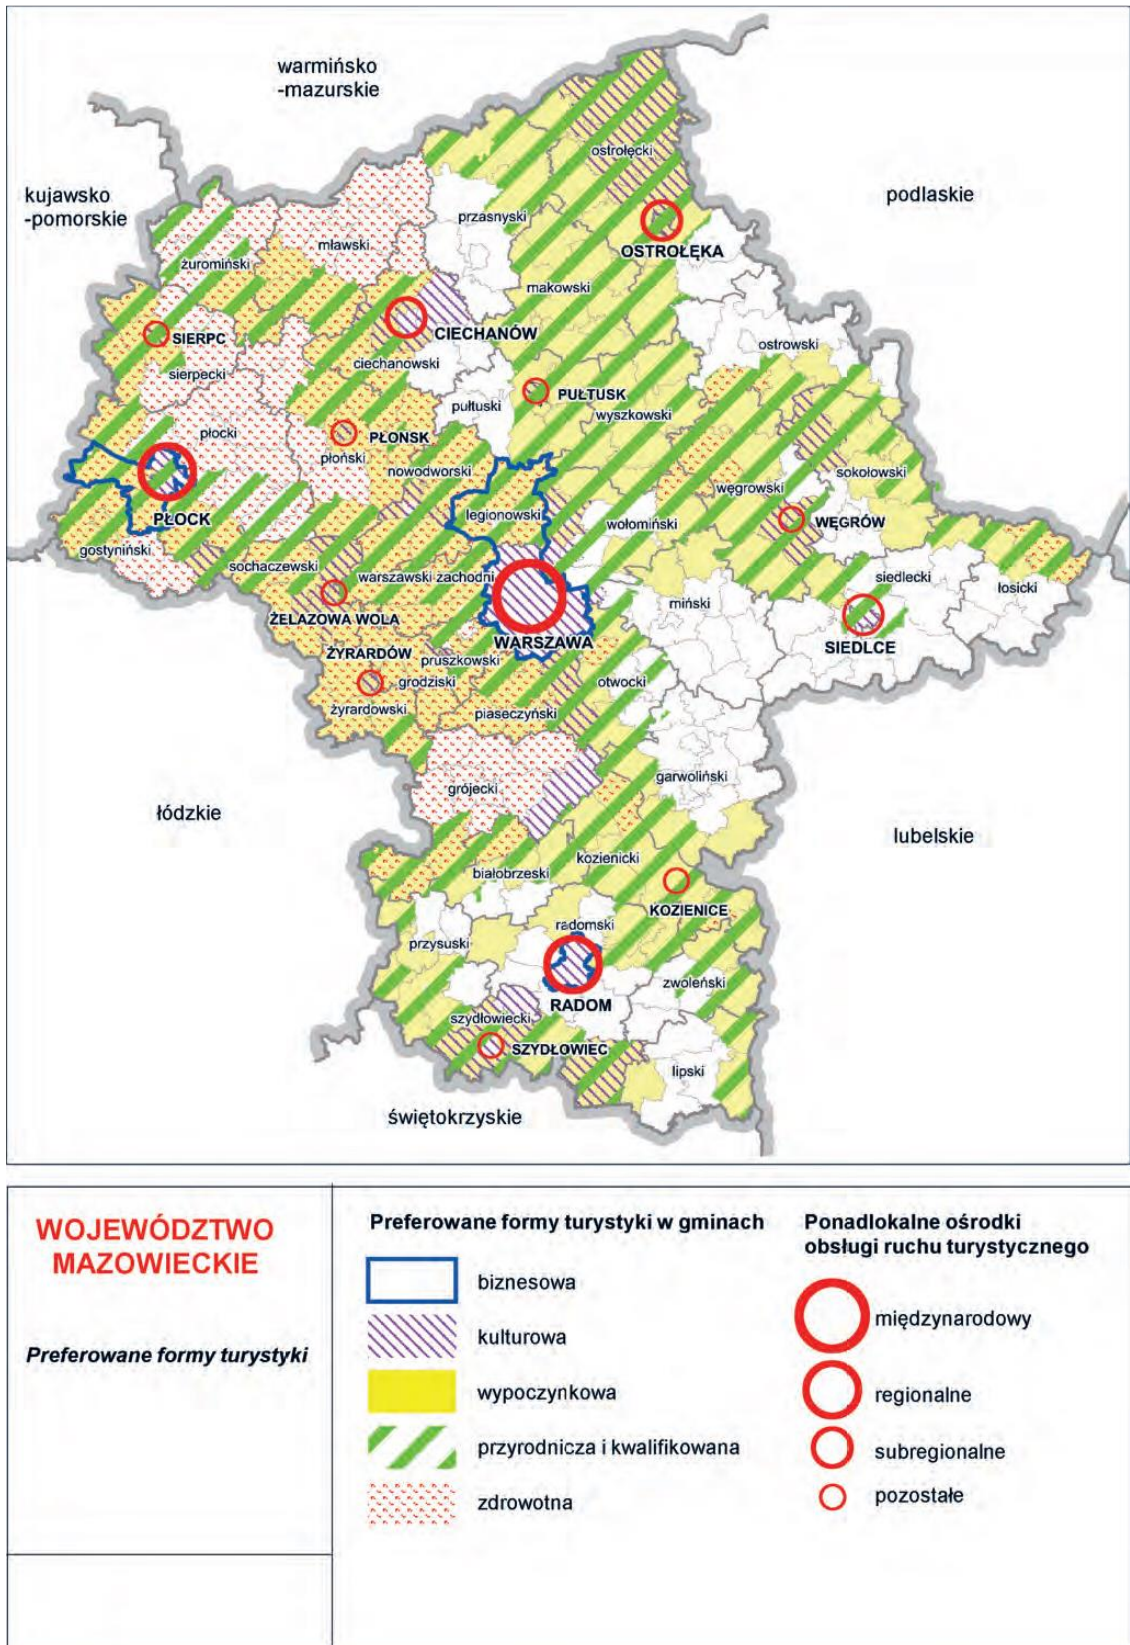 warmińsko
-mazurskie
kujawsko
-pomorskie
podlaskie
ostrołęcki
przasnyski
OSTROŁĘKA
mławski
żuromiński
makowski
CIECHANÓW
SIERPC
ostrowski
ciechanowski
sierpecki
PUŁTUSK
pułtuski
wyszkowski
płocki
PŁOŃSK
płoński
nowodworski
sokołowski
węgrowski
legionowski
PŁOCK
wołomiński
WĘGRÓW
gostyniński
sochaczewski
warszawski zachodni
siedlecki
łosicki
miński
ŻELAZOWA WOLA
WARSZAWA
SIEDLCE
ŻYRARDÓW
pruszkowski
grodziski
otwocki
żyrardowski
piaseczyński
garwoliński
grójecki
łódzkie
lubelskie
kozienicki
białobrzeski
KOZIENICE
radomski
przysuski
zwoleński
RADOM
szydłowiecki
SZYDŁOWIEC
lipski
świętokrzyskie
WOJEWÓDZTWO
MAZOWIECKIE
Preferowane formy turystyki
Preferowane formy turystyki w gminach
biznesowa
kulturowa
wypoczynkowa
przyrodnicza i kwalifikowana
zdrowotna
Ponadlokalne ośrodki
obsługi ruchu turystycznego
międzynarodowy
regionalne
subregionalne
pozostałe